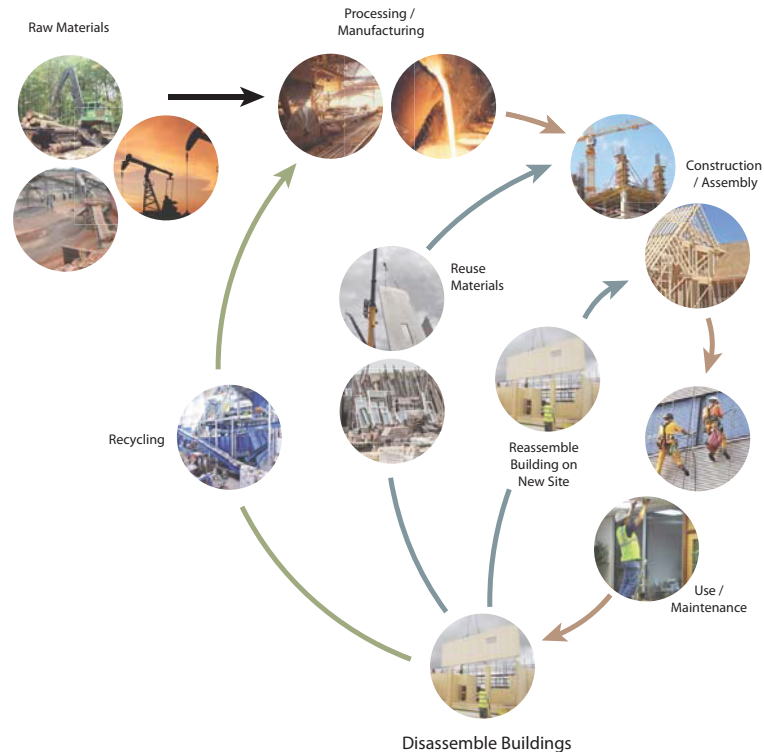 Raw Materials
Processing /
Manufacturing
Construction
/ Assembly
Reuse
Materials
Recycling
Reassemble
Building on
New Site
Use /
Maintenance
Disassemble Buildings